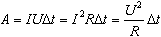 A = IUΔt = I²RΔt = U²/R Δt